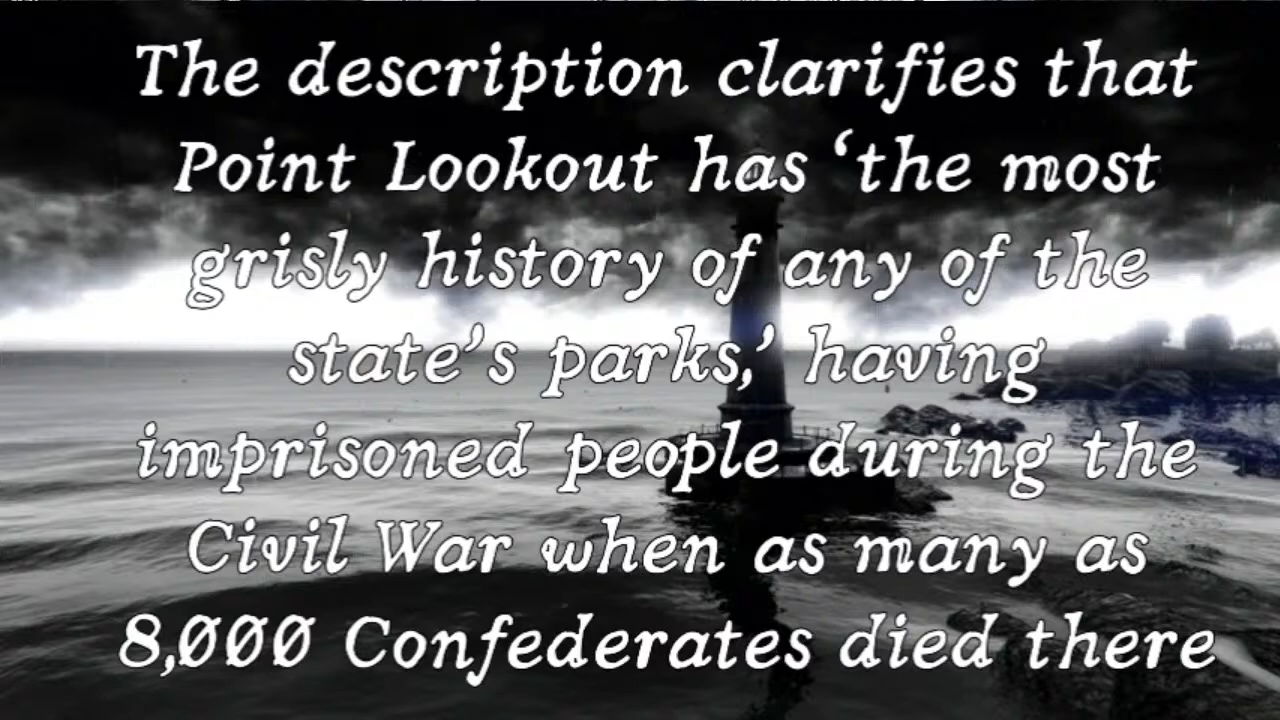 The description clarifies that
Point Lookout has ‘the most
grisly history of any of the
state’s parks,’ having
imprisoned people during the
Civil War when as many as
8,000 Confederates died there